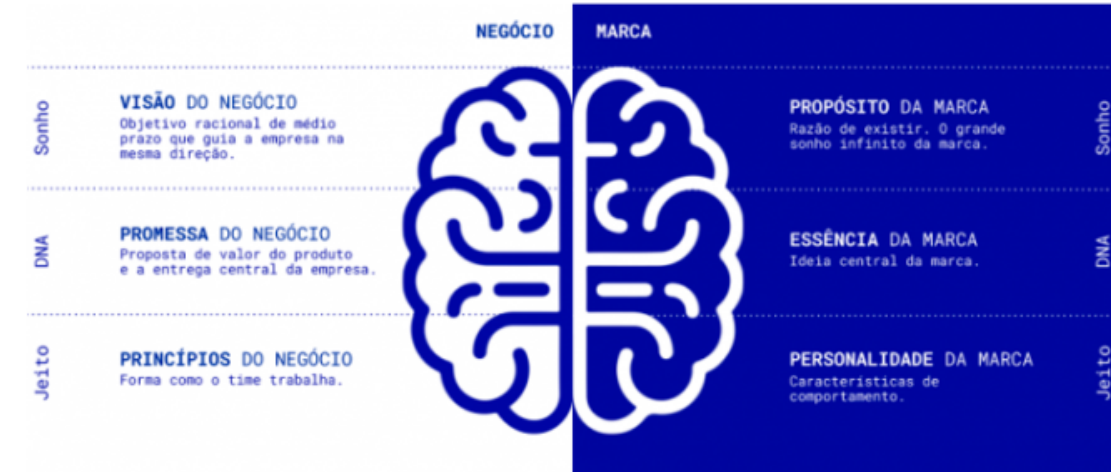 NEGÓCIO
MARCA
Sonho
VISÃO DO NEGÓCIO
Objetivo racional de médio
prazo que guia a empresa na
mesma direção.
PROPÓSITO DA MARCA
Razão de existir. O grande
sonho infinito da marca.
Sonho
DNA
PROMESSA DO NEGÓCIO
Proposta de valor do produto
e a entrega central da empresa.
ESSÊNCIA DA MARCA
Ideia central da marca.
DNA
Jeito
PRINCÍPIOS DO NEGÓCIO
Forma como o time trabalha.
PERSONALIDADE DA MARCA
Características de
comportamento.
Jeito